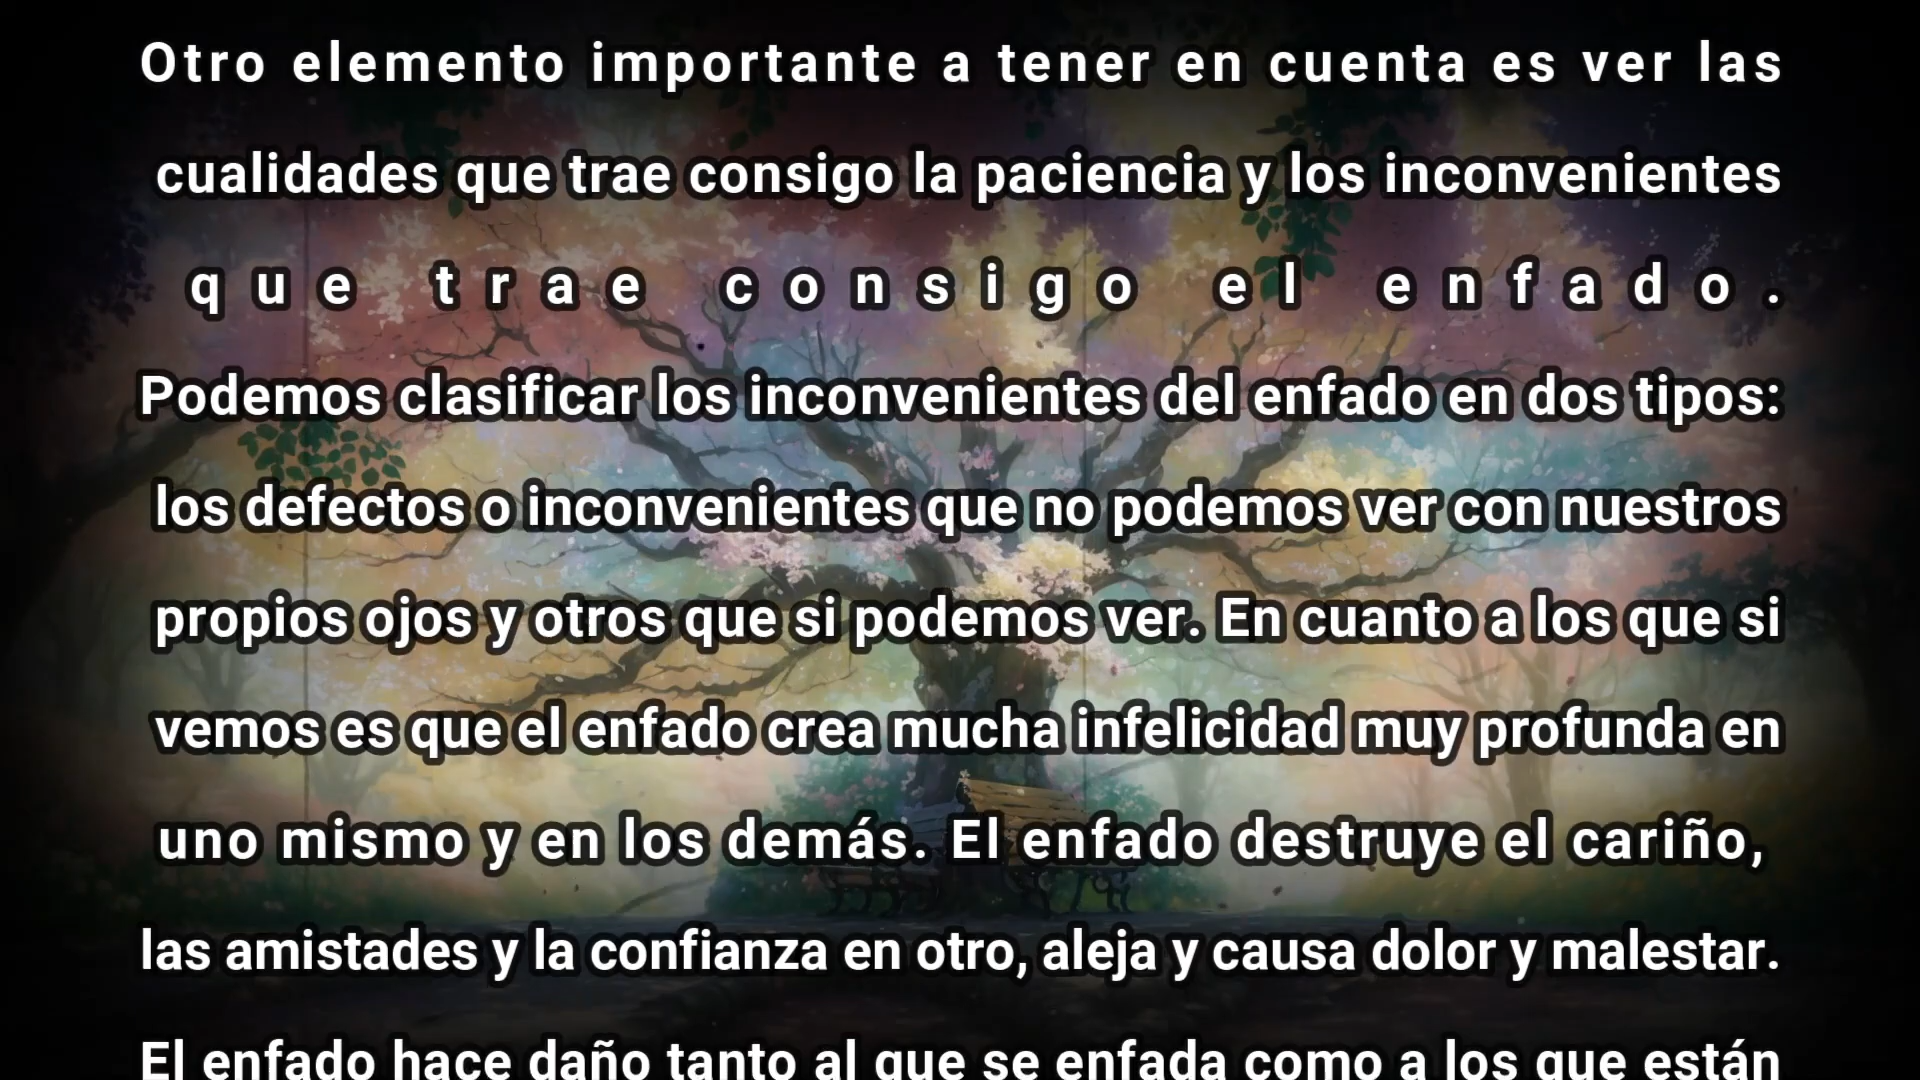 Otro elemento importante a tener en cuenta es ver las
cualidades que trae consigo la paciencia y los inconvenientes
que trae consigo el enfado.
Podemos clasificar los inconvenientes del enfado en dos tipos:
los defectos o inconvenientes que no podemos ver con nuestros
propios ojos y otros que si podemos ver. En cuanto a los que si
vemos es que el enfado crea mucha infelicidad muy profunda en
uno mismo y en los demás. El enfado destruye el cariño,
las amistades y la confianza en otro, aleja y causa dolor y malestar.
El enfado hace daño tanto al que se enfada como a los que están